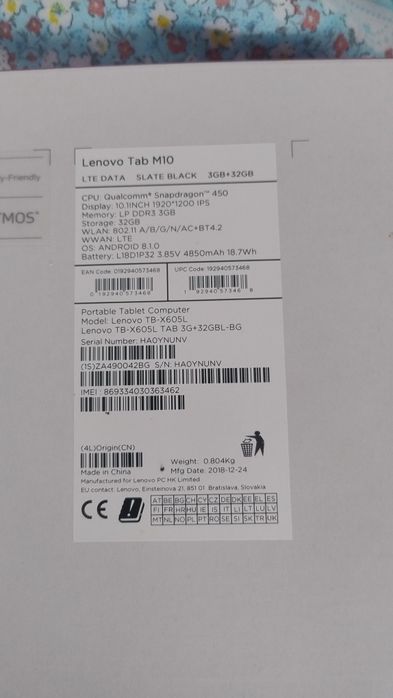 y-Friendly
TMOS
Lenovo Tab M10
LTE DATA SLATE BLACK 3GB+32GB
CPU: Qualcomm® Snapdragon™ 450
Display: 10.1INCH 1920*1200 IPS
Memory: LP DDR3 3GB
Storage: 32GB
WLAN: 802.11 A/B/G/N/AC+BT4.2
WWAN: LTE
OS: ANDROID 8.1.0
Battery: L18D1P32 3.85V 4850mAh 18.7Wh
EAN Code: 0192940573468 UPC Code: 192940573468
0 192940 573468 1 92940 57346 8
Portable Tablet Computer
Model: Lenovo TB-X605L
Lenovo TB-X605L TAB 3G+32GBL-BG
Serial Number: HA0YNUNV
(1S)ZA490042BG S/N: HA0YNUNV
IMEI : 869334030363462
(4L)Origin(CN)
Made in China
Weight: 0.804Kg
Mfg Date: 2018-12-24
Manufactured for Lenovo PC HK Limited
EU contact: Lenovo, Einsteinova 21, 851 01 Bratislava, Slovakia
CE
AT BE BG CH CY CZ DE DK EE EL ES
FI FR HR HU IE IS IT LI LT LU LV
MT NL NO PL PT RO SE SI SK TR UK